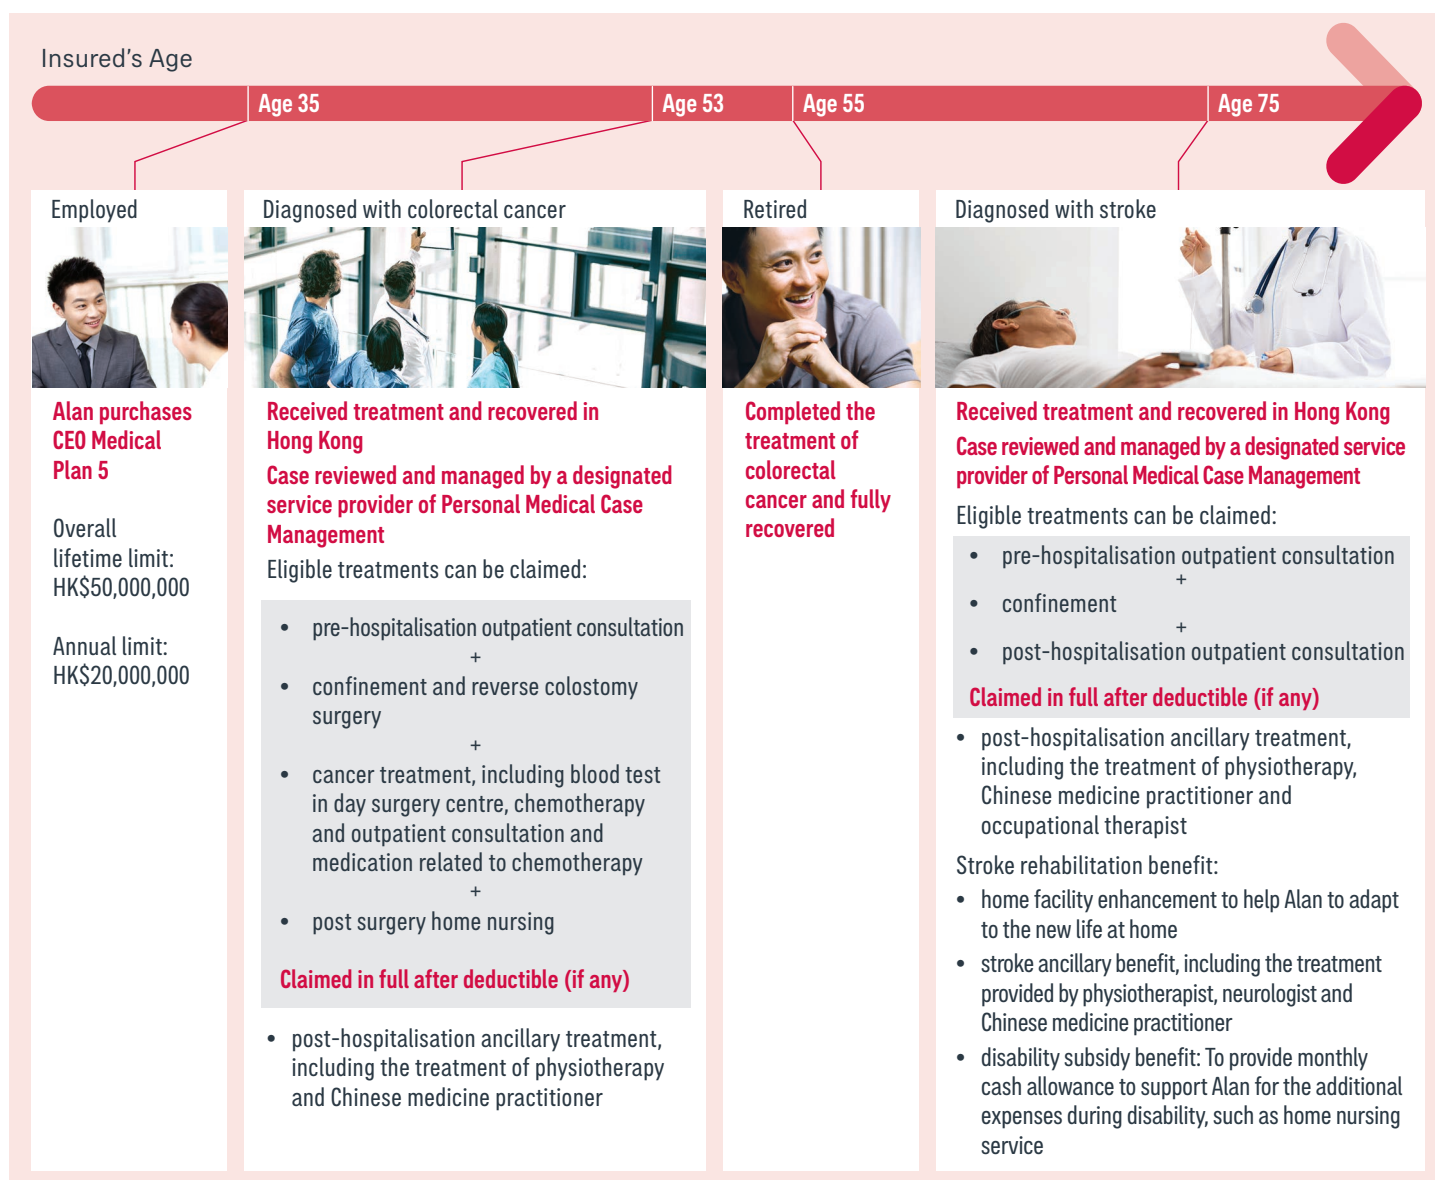 Insured's Age
Age 35
Age 53
Age 55
Age 75
Employed
Alan purchases
CEO Medical
Plan 5
Overall
lifetime limit:
HK$50,000,000
Annual limit:
HK$20,000,000
Diagnosed with colorectal cancer
Received treatment and recovered in
Hong Kong
Case reviewed and managed by a designated
service provider of Personal Medical Case
Management
Eligible treatments can be claimed:
• pre-hospitalisation outpatient consultation
+
• confinement and reverse colostomy
surgery
+
• cancer treatment, including blood test
in day surgery centre, chemotherapy
and outpatient consultation and
medication related to chemotherapy
+
• post surgery home nursing
Claimed in full after deductible (if any)
• post-hospitalisation ancillary treatment,
including the treatment of physiotherapy
and Chinese medicine practitioner
Retired
Completed the
treatment of
colorectal
cancer and fully
recovered
Diagnosed with stroke
Received treatment and recovered in Hong Kong
Case reviewed and managed by a designated service
provider of Personal Medical Case Management
Eligible treatments can be claimed:
• pre-hospitalisation outpatient consultation
+
• confinement
+
• post-hospitalisation outpatient consultation
Claimed in full after deductible (if any)
• post-hospitalisation ancillary treatment,
including the treatment of physiotherapy,
Chinese medicine practitioner and
occupational therapist
Stroke rehabilitation benefit:
• home facility enhancement to help Alan to adapt
to the new life at home
• stroke ancillary benefit, including the treatment
provided by physiotherapist, neurologist and
Chinese medicine practitioner
• disability subsidy benefit: To provide monthly
cash allowance to support Alan for the additional
expenses during disability, such as home nursing
service